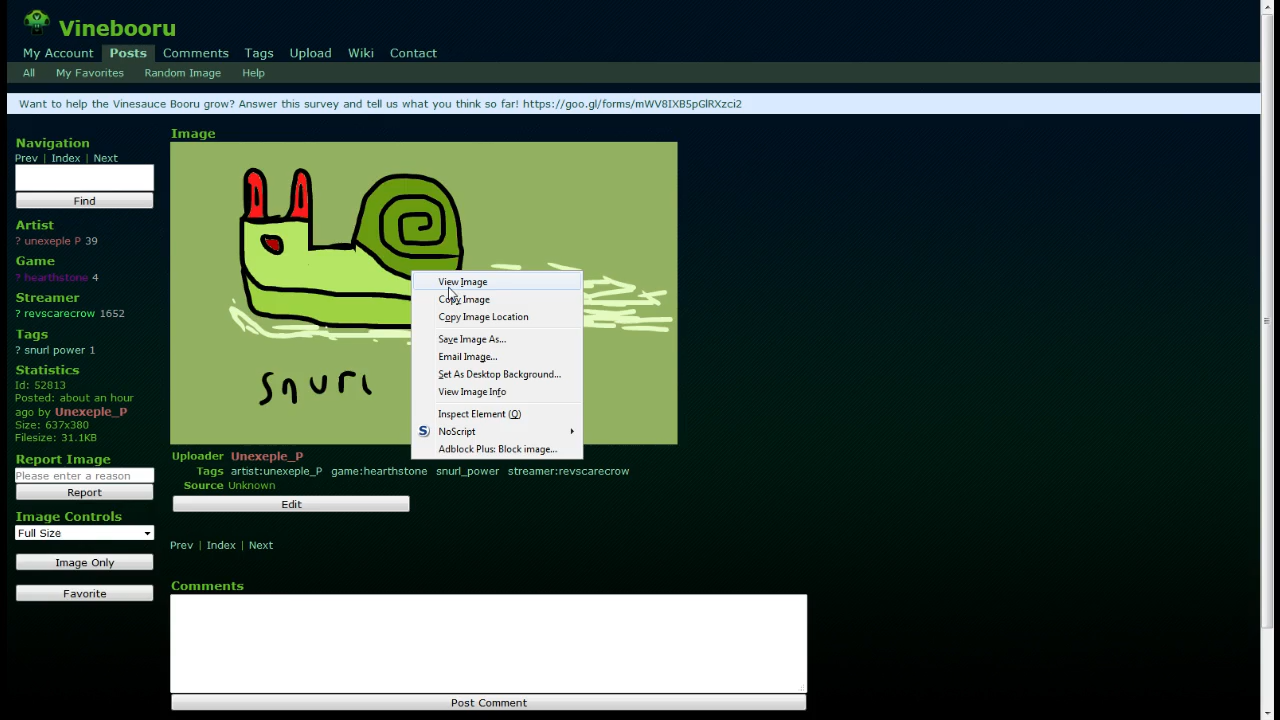 Vinebooru
My Account Posts Comments Tags Upload Wiki Contact
All My Favorites Random Image Help
Want to help the Vinesauce Booru grow? Answer this survey and tell us what you think so far! https://goo.gl/forms/mWV8IXB5pGlRXzci2
Navigation
Prev | Index | Next
Find
Artist
? unexeple P 39
Game
? hearthstone 4
Streamer
? revscarecrow 1652
Tags
? snurl power 1
Statistics
Id: 52813
Posted: about an hour
ago by Unexeple_P
Size: 637x380
Filesize: 31.1KB
Report Image
Please enter a reason
Report
Image Controls
Full Size
Image Only
Favorite
Image
snurl
View Image
Copy Image
Copy Image Location
Save Image As...
Email Image...
Set As Desktop Background...
View Image Info
Inspect Element (Q)
S NoScript
Adblock Plus: Block image...
Uploader Unexeple_P
Tags artist:unexeple_P game:hearthstone snurl_power streamer:revscarecrow
Source Unknown
Edit
Prev | Index | Next
Comments
Post Comment